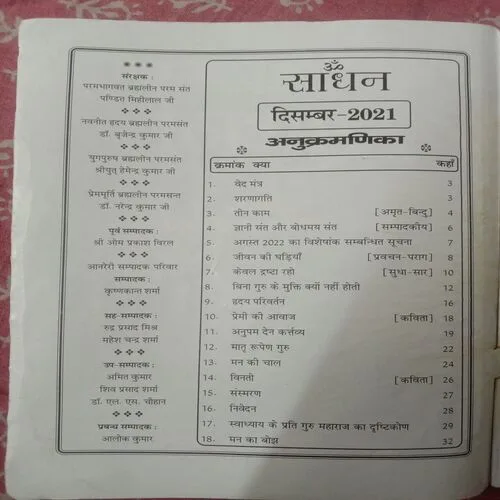 संरक्षक :
परमभागवत ब्रह्मलीन परम संत
पण्डित मिहीलाल जी
नवनीत हृदय ब्रह्मलीन परमसंत
डॉ. बृजेन्द्र कुमार जी
युगपुरुष ब्रह्मलीन परमसंत
श्रीयुत् हेमेन्द्र कुमार जी
प्रेममूर्ति ब्रह्मलीन परमसन्त
डॉ. नरेन्द्र कुमार जी
पूर्व सम्पादक :
श्री ओम प्रकाश विरल
आनरेरी सम्पादक परिवार
सम्पादक :
कृष्णकान्त शर्मा
सह-सम्पादक :
रुद्र प्रसाद मिश्र
महेश चन्द्र शर्मा
उप-सम्पादक :
अमित कुमार
शिव प्रसाद शर्मा
डॉ. एल. एस. चौहान
प्रबन्ध सम्पादक :
आलोक कुमार
ॐ
साधन
दिसम्बर-2021
अनुक्रमणिका
क्रमांक क्या कहाँ
1. वेद मंत्र 3
2. शरणागति 3
3. तीन काम [अमृत-बिन्दु] 4
4. ज्ञानी संत और बोधमय संत [सम्पादकीय] 6
5. अगस्त 2022 का विशेषांक सम्बन्धित सूचना 7
6. जीवन की घड़ियाँ [प्रवचन-पराग] 8
7. केवल द्रष्टा रहो [सुधा-सार] 10
8. बिना गुरु के मुक्ति क्यों नहीं होती 12
9. हृदय परिवर्तन 16
10. प्रेमी की आवाज [कविता] 18
11. अनुपम देन कर्त्तव्य 19
12. मातृ रूपेण गुरु 22
13. मन की चाल 24
14. विनती [कविता] 26
15. संस्मरण 27
16. निवेदन 28
17. स्वाध्याय के प्रति गुरु महाराज का दृष्टिकोण 29
18. मन का बोझ 32